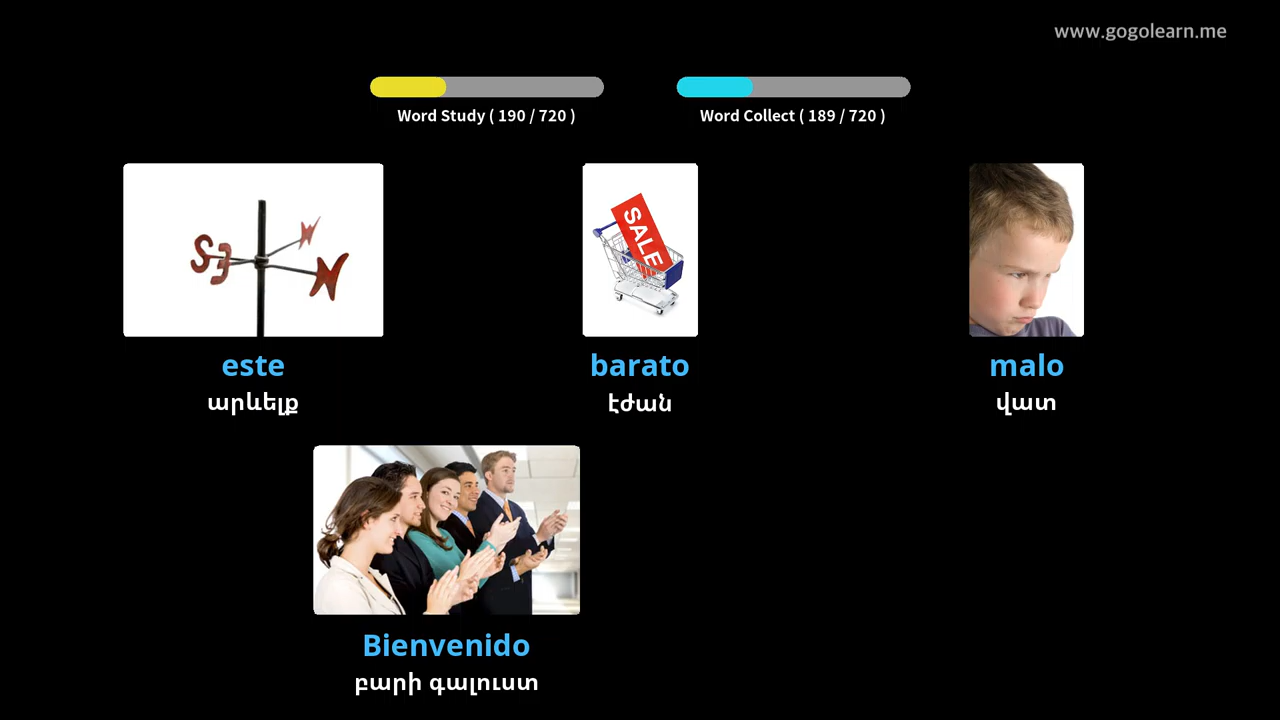 www.gogolearn.me
Word Study ( 190 / 720 )
Word Collect ( 189 / 720 )
S E N W
SALE
este
barato
malo
արևելք
էժան
վատ
Bienvenido
բարի գալուստ